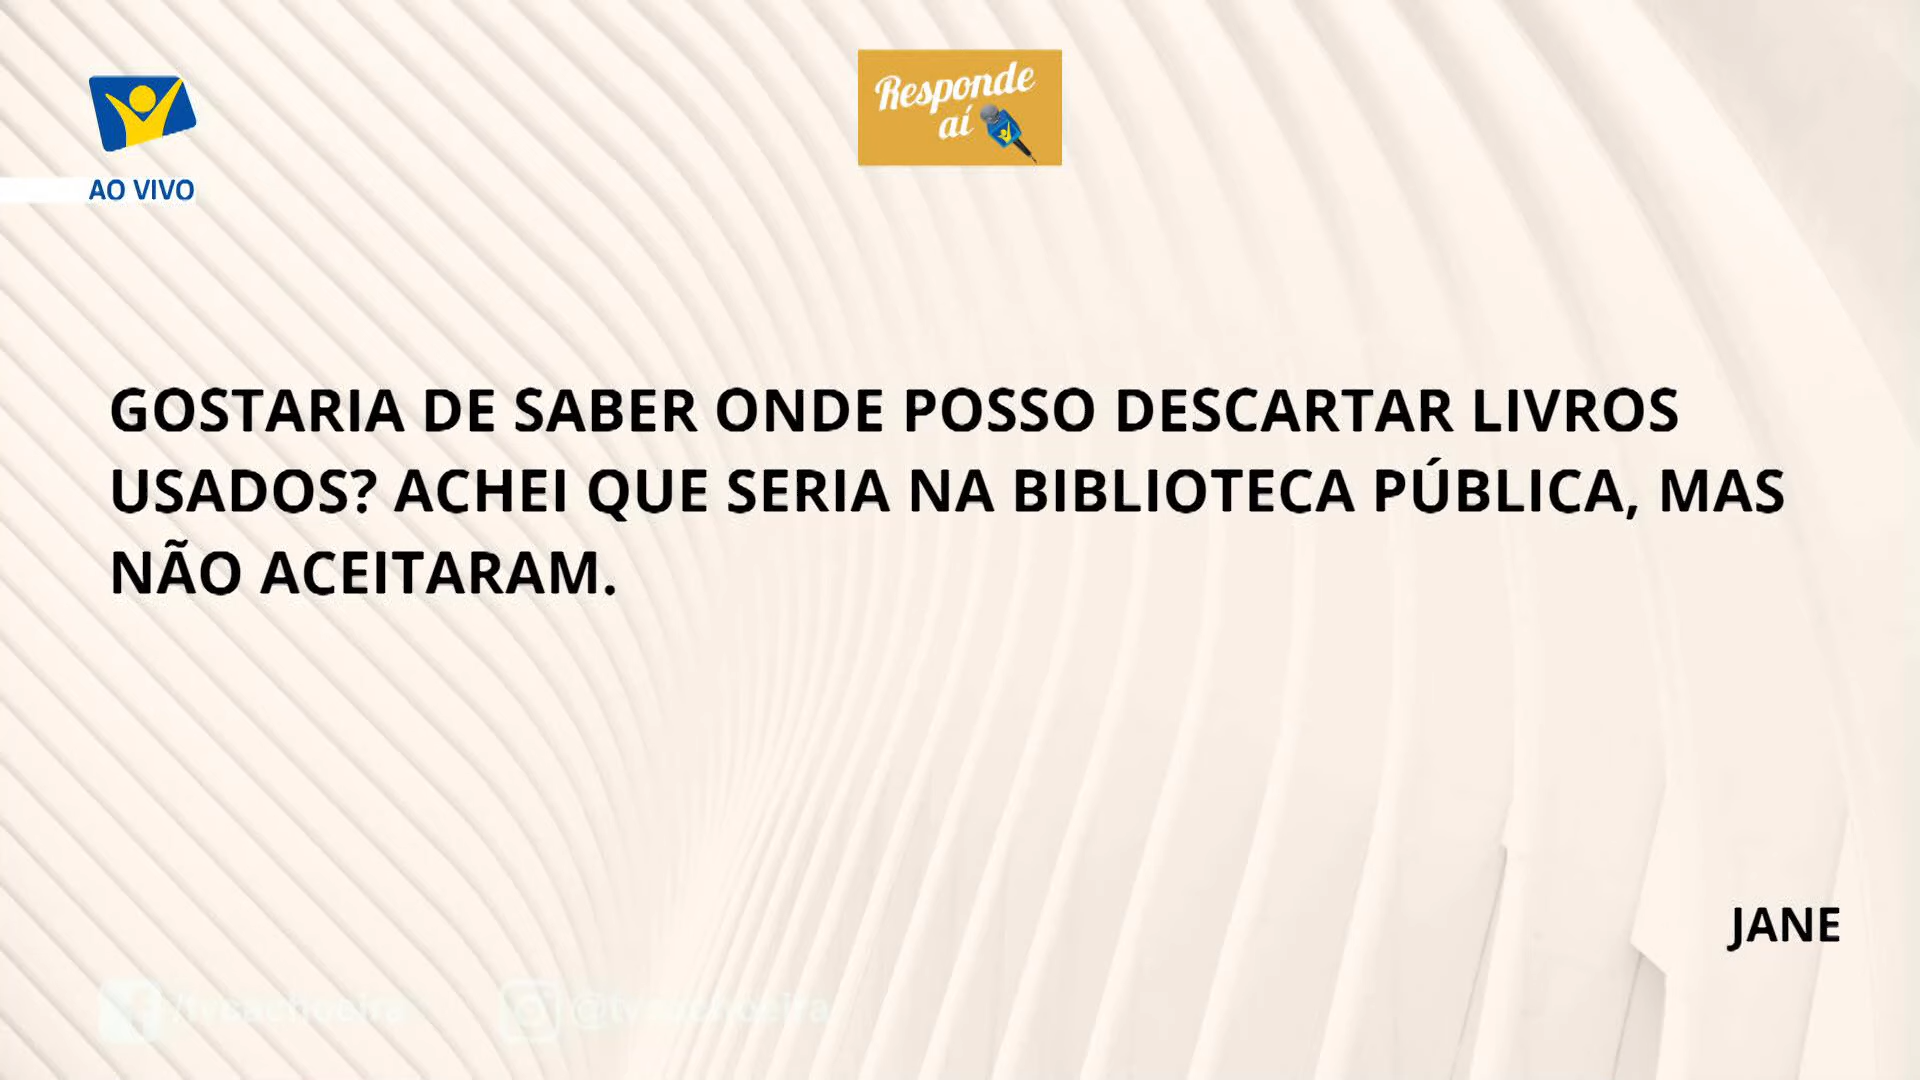 Responde
aí
AO VIVO
GOSTARIA DE SABER ONDE POSSO DESCARTAR LIVROS
USADOS? ACHEI QUE SERIA NA BIBLIOTECA PÚBLICA, MAS
NÃO ACEITARAM.
JANE